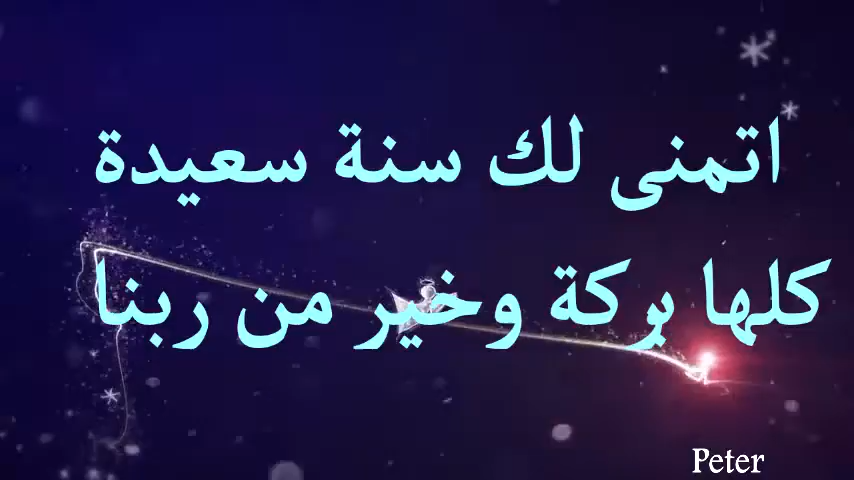 اتمنى لك سنة سعيدة
كلها بركة وخير من ربنا
Peter